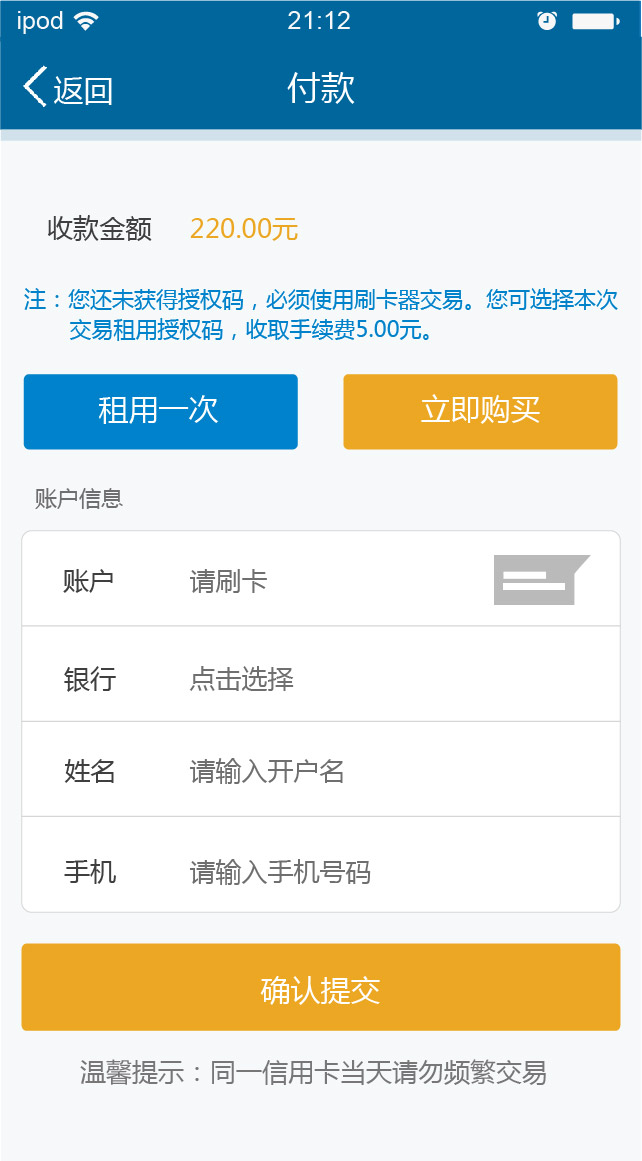 ipod 21:12
返回 付款
收款金额 220.00元
注：您还未获得授权码，必须使用刷卡器交易。您可选择本次
交易租用授权码，收取手续费5.00元。
租用一次 立即购买
账户信息
账户 请刷卡
银行 点击选择
姓名 请输入开户名
手机 请输入手机号码
确认提交
温馨提示：同一信用卡当天请勿频繁交易